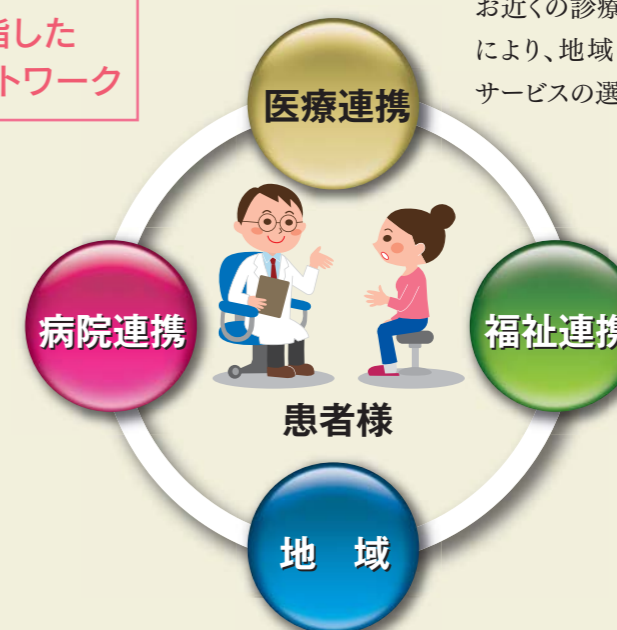 指した
トワーク
お近くの診療
により、地域
サービスの選
医療連携
病院連携
福祉連携
患者様
地　域